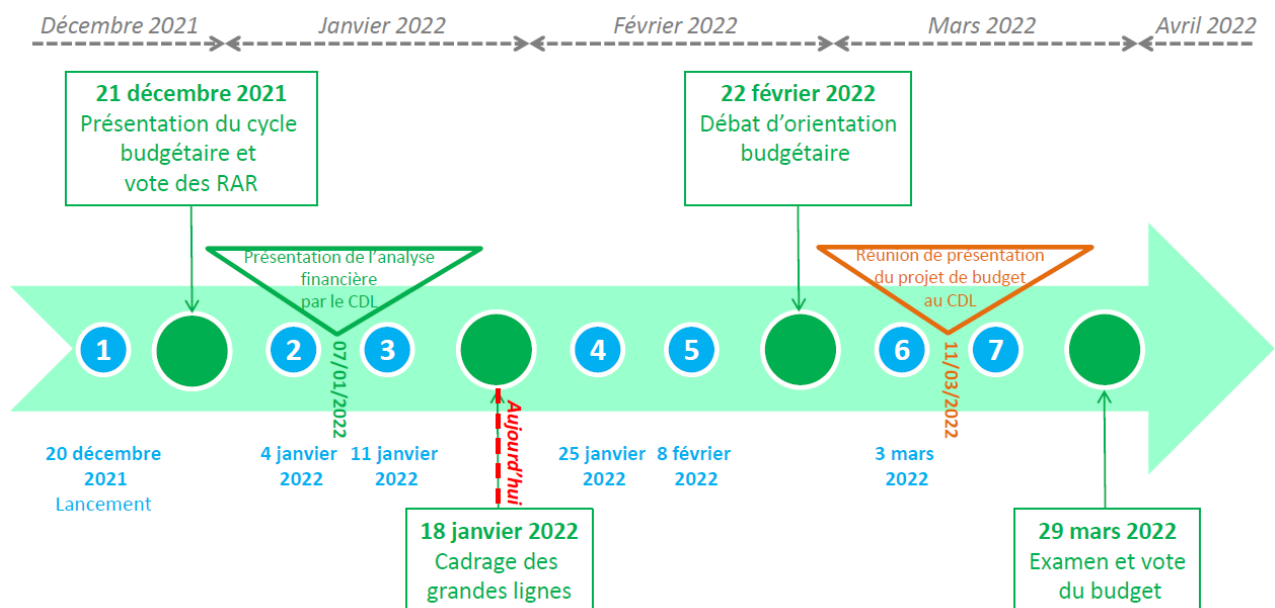 Décembre 2021
Janvier 2022
Février 2022
Mars 2022
Avril 2022
21 décembre 2021
Présentation du cycle
budgétaire et
vote des RAR
22 février 2022
Débat d'orientation
budgétaire
Présentation de l'analyse
financière
par le CDL
Réunion de présentation
du projet de budget
au CDL
1
2
3
4
5
6
7
07/01/2022
Aujourd'hui
11/03/2022
20 décembre
2021
Lancement
4 janvier
2022
11 janvier
2022
25 janvier
2022
8 février
2022
3 mars
2022
18 janvier 2022
Cadrage des
grandes lignes
29 mars 2022
Examen et vote
du budget